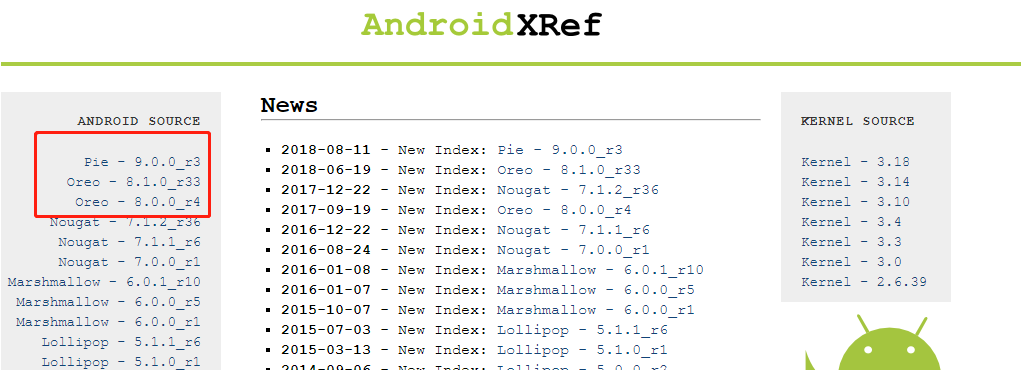 AndroidXRef
ANDROID SOURCE
Pie - 9.0.0_r3
Oreo - 8.1.0_r33
Oreo - 8.0.0_r4
Nougat - 7.1.2_r36
Nougat - 7.1.1_r6
Nougat - 7.0.0_r1
Marshmallow - 6.0.1_r10
Marshmallow - 6.0.0_r5
Marshmallow - 6.0.0_r1
Lollipop - 5.1.1_r6
Lollipop - 5.1.0_r1
News
2018-08-11 - New Index: Pie - 9.0.0_r3
2018-06-19 - New Index: Oreo - 8.1.0_r33
2017-12-22 - New Index: Nougat - 7.1.2_r36
2017-09-19 - New Index: Oreo - 8.0.0_r4
2016-12-22 - New Index: Nougat - 7.1.1_r6
2016-08-24 - New Index: Nougat - 7.0.0_r1
2016-01-08 - New Index: Marshmallow - 6.0.1_r10
2016-01-07 - New Index: Marshmallow - 6.0.0_r5
2015-10-07 - New Index: Marshmallow - 6.0.0_r1
2015-07-03 - New Index: Lollipop - 5.1.1_r6
2015-03-13 - New Index: Lollipop - 5.1.0_r1
2014-09-06 - New Index: Lollipop - 5.0.0_r2
KERNEL SOURCE
Kernel - 3.18
Kernel - 3.14
Kernel - 3.10
Kernel - 3.4
Kernel - 3.3
Kernel - 3.0
Kernel - 2.6.39